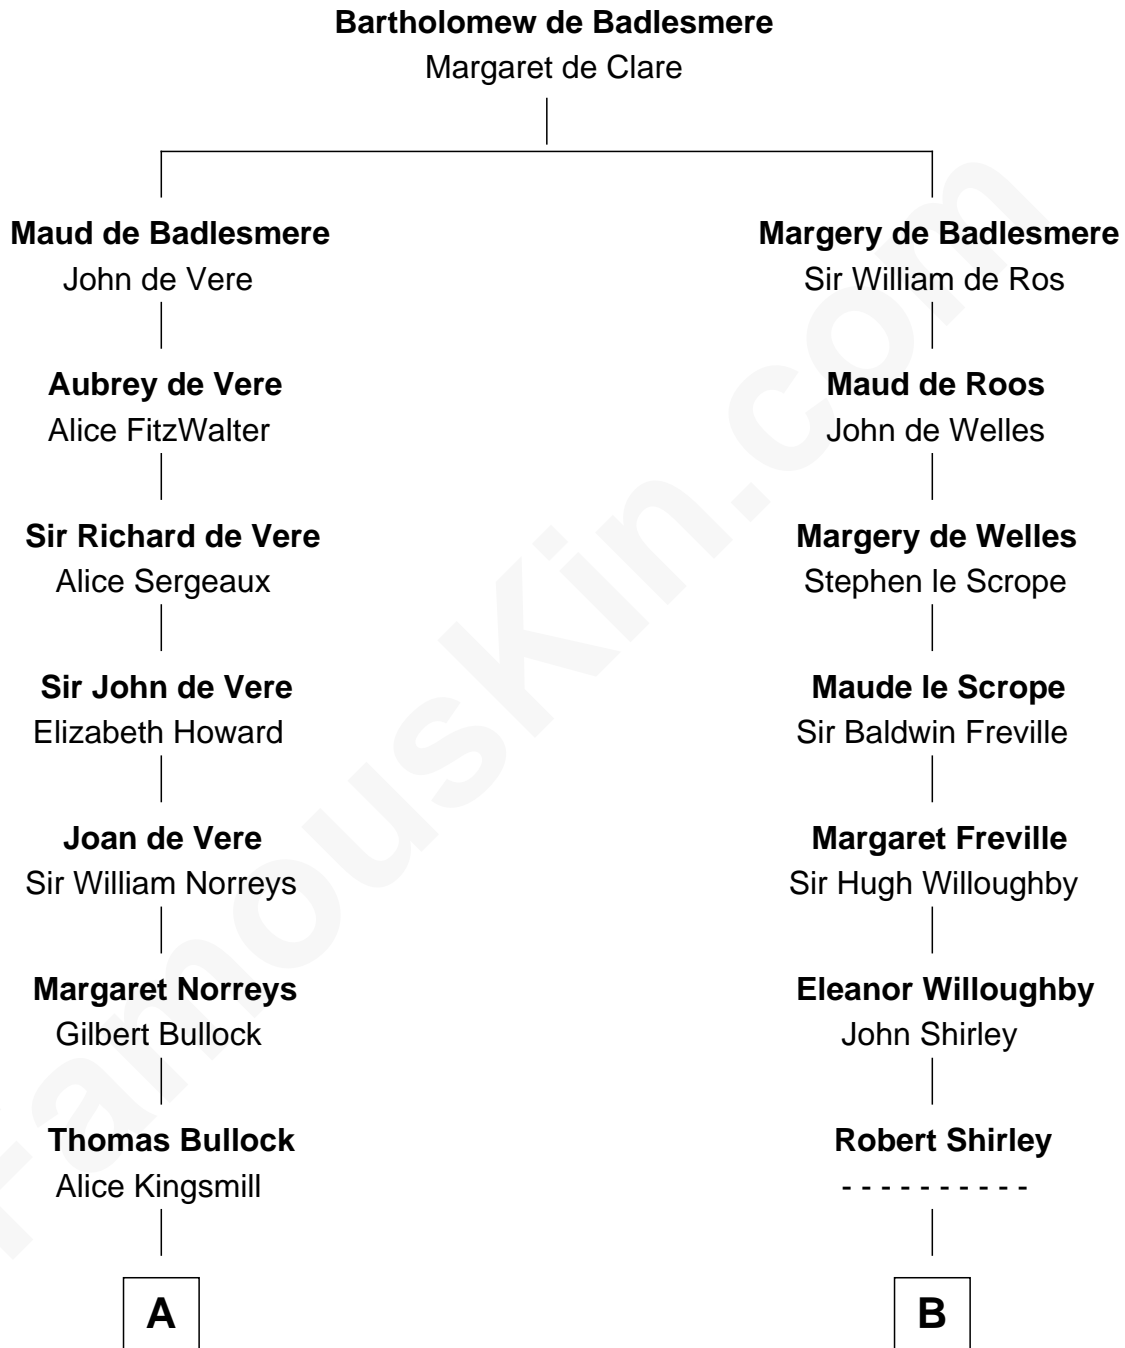 Bartholomew de Badlesmere
Margaret de Clare
Maud de Badlesmere
John de Vere
Margery de Badlesmere
Sir William de Ros
Aubrey de Vere
Alice FitzWalter
Maud de Roos
John de Welles
Sir Richard de Vere
Alice Sergeaux
Margery de Welles
Stephen le Scrope
Sir John de Vere
Elizabeth Howard
Maude le Scrope
Sir Baldwin Freville
Joan de Vere
Sir William Norreys
Margaret Freville
Sir Hugh Willoughby
Margaret Norreys
Gilbert Bullock
Eleanor Willoughby
John Shirley
Thomas Bullock
Alice Kingsmill
Robert Shirley
- - - - - - - - - -
A
B
FamousKin.com